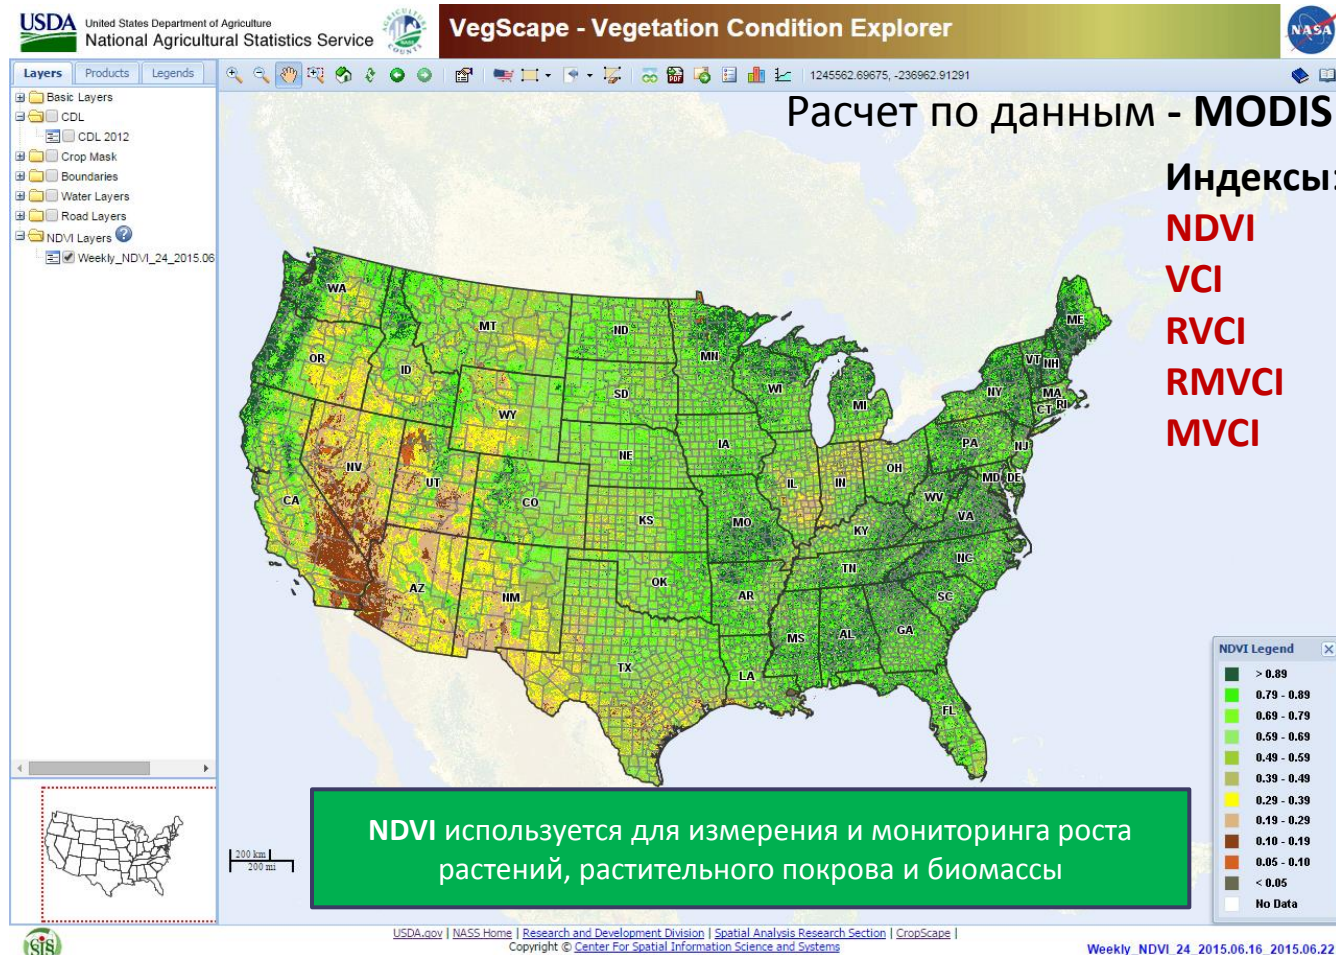 USDA
United States Department of Agriculture
National Agricultural Statistics Service
VegScape - Vegetation Condition Explorer
NASA
Layers
Products
Legends
1245562.69675, -236962.91291
Basic Layers
CDL
CDL 2012
Crop Mask
Boundaries
Water Layers
Road Layers
NDVI Layers
Weekly_NDVI_24_2015.06
Расчет по данным - MODIS
Индексы:
NDVI
VCI
RVCI
RMVCI
MVCI
WA
MT
ND
MN
ME
OR
ID
SD
WI
VT
NH
NY
MA
CT
RI
WY
MI
IA
NE
PA
NJ
NV
UT
IL
IN
OH
MD
DE
CA
CO
WV
VA
KS
MO
KY
NC
TN
AZ
NM
OK
AR
SC
MS
AL
GA
TX
LA
FL
NDVI Legend
> 0.89
0.79 - 0.89
0.69 - 0.79
0.59 - 0.69
0.49 - 0.59
0.39 - 0.49
0.29 - 0.39
0.19 - 0.29
0.10 - 0.19
0.05 - 0.10
< 0.05
No Data
NDVI используется для измерения и мониторинга роста
растений, растительного покрова и биомассы
200 km
200 mi
USDA.gov | NASS Home | Research and Development Division | Spatial Analysis Research Section | CropScape |
Copyright © Center For Spatial Information Science and Systems
Weekly_NDVI_24_2015.06.16_2015.06.22